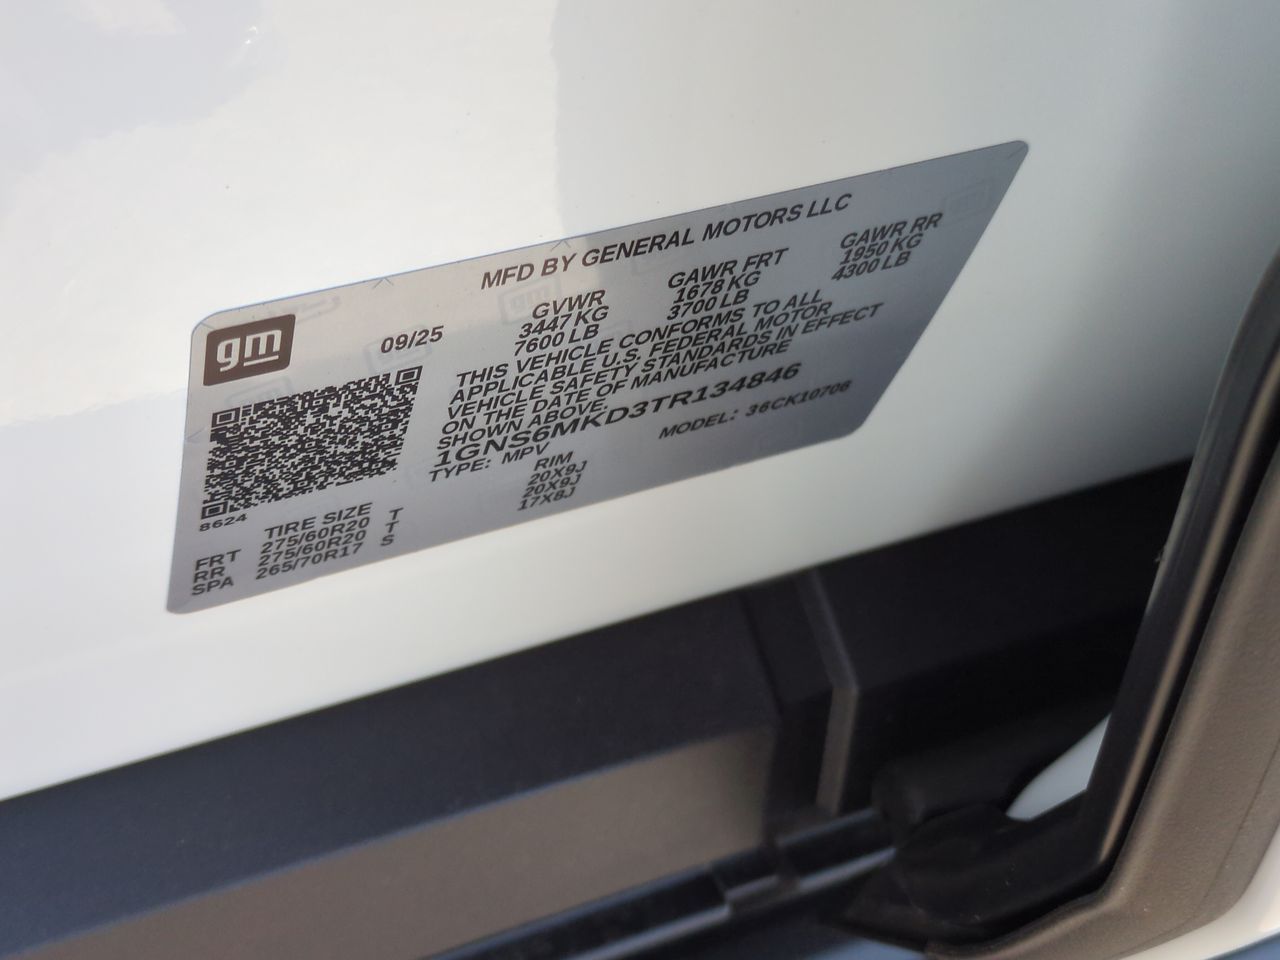 gm
MFD BY GENERAL MOTORS LLC
09/25
GVWR GAWR FRT GAWR RR
3447 KG 1678 KG 1950 KG
7600 LB 3700 LB 4300 LB
THIS VEHICLE CONFORMS TO ALL
APPLICABLE U.S. FEDERAL MOTOR
VEHICLE SAFETY STANDARDS IN EFFECT
ON THE DATE OF MANUFACTURE
SHOWN ABOVE.
1GNS6MKD3TR134846
TYPE: MPV MODEL: 36CK10706
8624
TIRE SIZE RIM
FRT 275/60R20 T 20X9J
RR 275/60R20 T 20X9J
SPA 265/70R17 S 17X8J